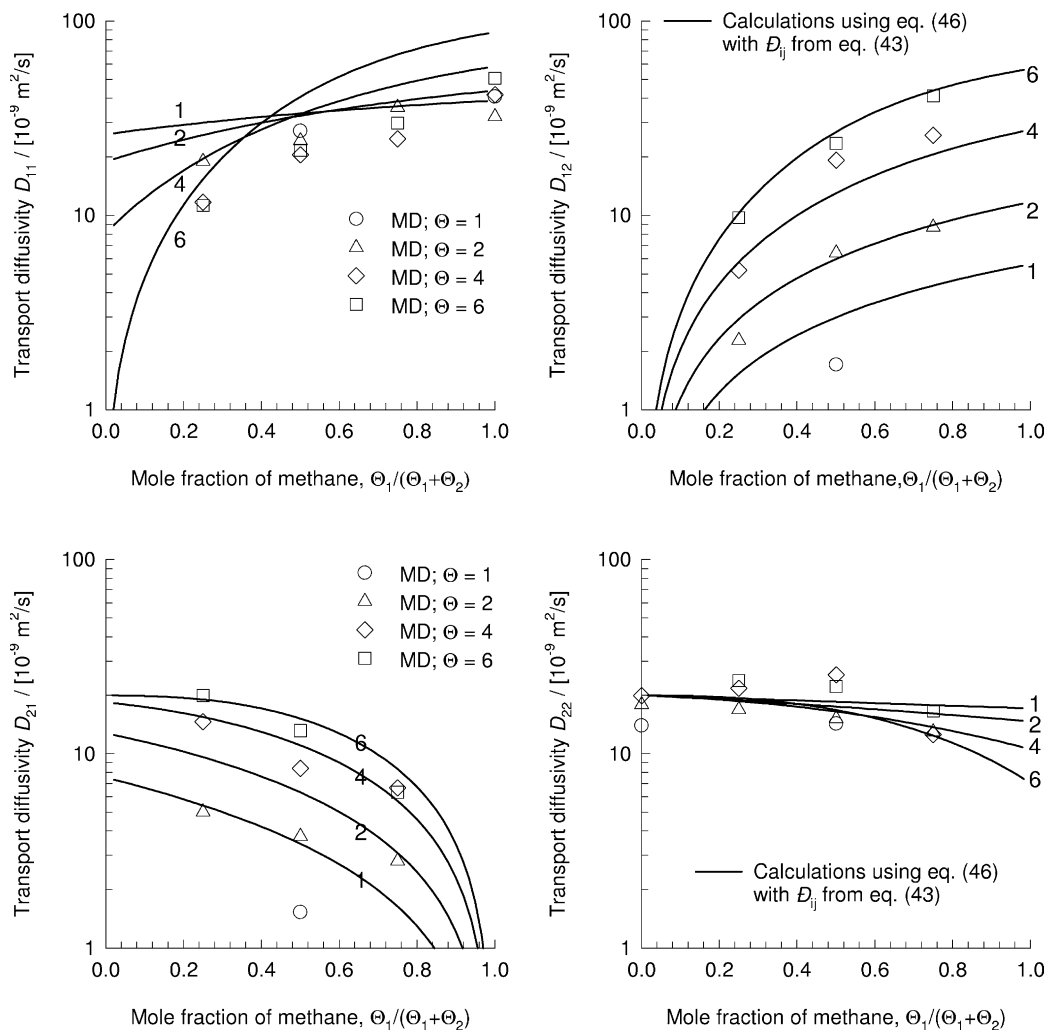 100
10
1
Transport diffusivity D11 / [10-9 m2/s]
1
2
4
6
MD; Θ = 1
MD; Θ = 2
MD; Θ = 4
MD; Θ = 6
0.0 0.2 0.4 0.6 0.8 1.0
Mole fraction of methane, Θ1/(Θ1+Θ2)
100
10
1
Transport diffusivity D12 / [10-9 m2/s]
Calculations using eq. (46)
with Đij from eq. (43)
6
4
2
1
0.0 0.2 0.4 0.6 0.8 1.0
Mole fraction of methane,Θ1/(Θ1+Θ2)
100
10
1
Transport diffusivity D21 / [10-9 m2/s]
MD; Θ = 1
MD; Θ = 2
MD; Θ = 4
MD; Θ = 6
6
4
2
1
0.0 0.2 0.4 0.6 0.8 1.0
Mole fraction of methane, Θ1/(Θ1+Θ2)
100
10
1
Transport diffusivity D22 / [10-9 m2/s]
1
2
4
6
Calculations using eq. (46)
with Đij from eq. (43)
0.0 0.2 0.4 0.6 0.8 1.0
Mole fraction of methane, Θ1/(Θ1+Θ2)